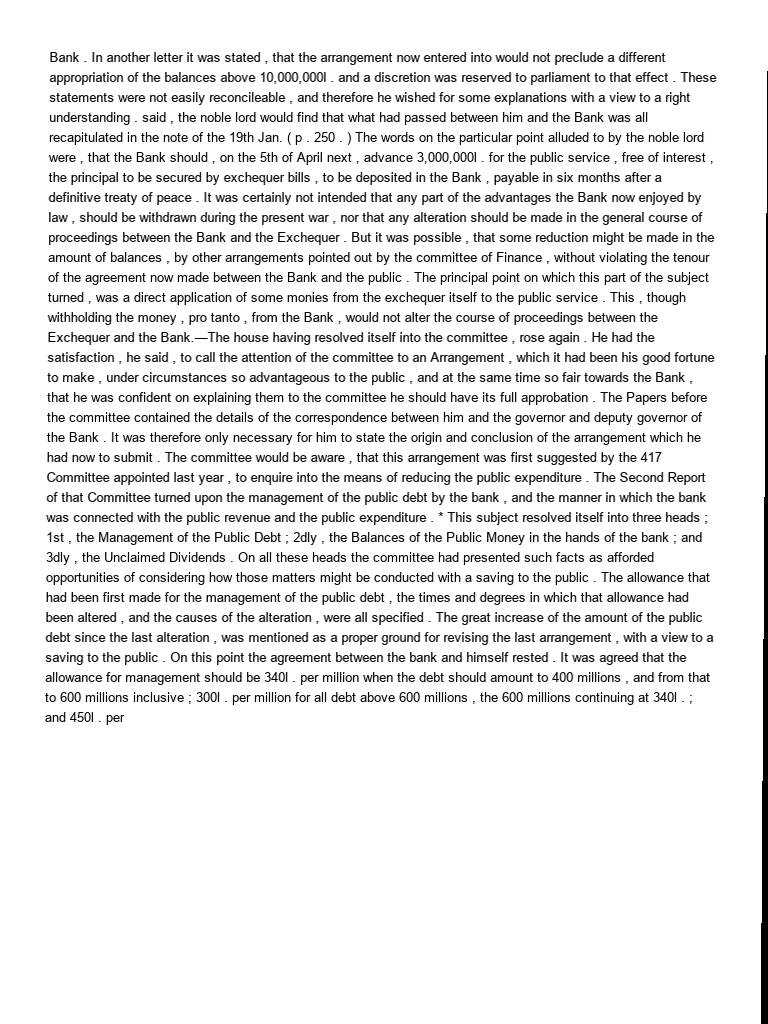 Bank . In another letter it was stated , that the arrangement now entered into would not preclude a different
appropriation of the balances above 10,000,000l . and a discretion was reserved to parliament to that effect . These
statements were not easily reconcileable , and therefore he wished for some explanations with a view to a right
understanding . said , the noble lord would find that what had passed between him and the Bank was all
recapitulated in the note of the 19th Jan. ( p . 250 . ) The words on the particular point alluded to by the noble lord
were , that the Bank should , on the 5th of April next , advance 3,000,000l . for the public service , free of interest ,
the principal to be secured by exchequer bills , to be deposited in the Bank , payable in six months after a
definitive treaty of peace . It was certainly not intended that any part of the advantages the Bank now enjoyed by
law , should be withdrawn during the present war , nor that any alteration should be made in the general course of
proceedings between the Bank and the Exchequer . But it was possible , that some reduction might be made in the
amount of balances , by other arrangements pointed out by the committee of Finance , without violating the tenour
of the agreement now made between the Bank and the public . The principal point on which this part of the subject
turned , was a direct application of some monies from the exchequer itself to the public service . This , though
withholding the money , pro tanto , from the Bank , would not alter the course of proceedings between the
Exchequer and the Bank.—The house having resolved itself into the committee , rose again . He had the
satisfaction , he said , to call the attention of the committee to an Arrangement , which it had been his good fortune
to make , under circumstances so advantageous to the public , and at the same time so fair towards the Bank ,
that he was confident on explaining them to the committee he should have its full approbation . The Papers before
the committee contained the details of the correspondence between him and the governor and deputy governor of
the Bank . It was therefore only necessary for him to state the origin and conclusion of the arrangement which he
had now to submit . The committee would be aware , that this arrangement was first suggested by the 417
Committee appointed last year , to enquire into the means of reducing the public expenditure . The Second Report
of that Committee turned upon the management of the public debt by the bank , and the manner in which the bank
was connected with the public revenue and the public expenditure . * This subject resolved itself into three heads ;
1st , the Management of the Public Debt ; 2dly , the Balances of the Public Money in the hands of the bank ; and
3dly , the Unclaimed Dividends . On all these heads the committee had presented such facts as afforded
opportunities of considering how those matters might be conducted with a saving to the public . The allowance that
had been first made for the management of the public debt , the times and degrees in which that allowance had
been altered , and the causes of the alteration , were all specified . The great increase of the amount of the public
debt since the last alteration , was mentioned as a proper ground for revising the last arrangement , with a view to a
saving to the public . On this point the agreement between the bank and himself rested . It was agreed that the
allowance for management should be 340l . per million when the debt should amount to 400 millions , and from that
to 600 millions inclusive ; 300l . per million for all debt above 600 millions , the 600 millions continuing at 340l . ;
and 450l . per